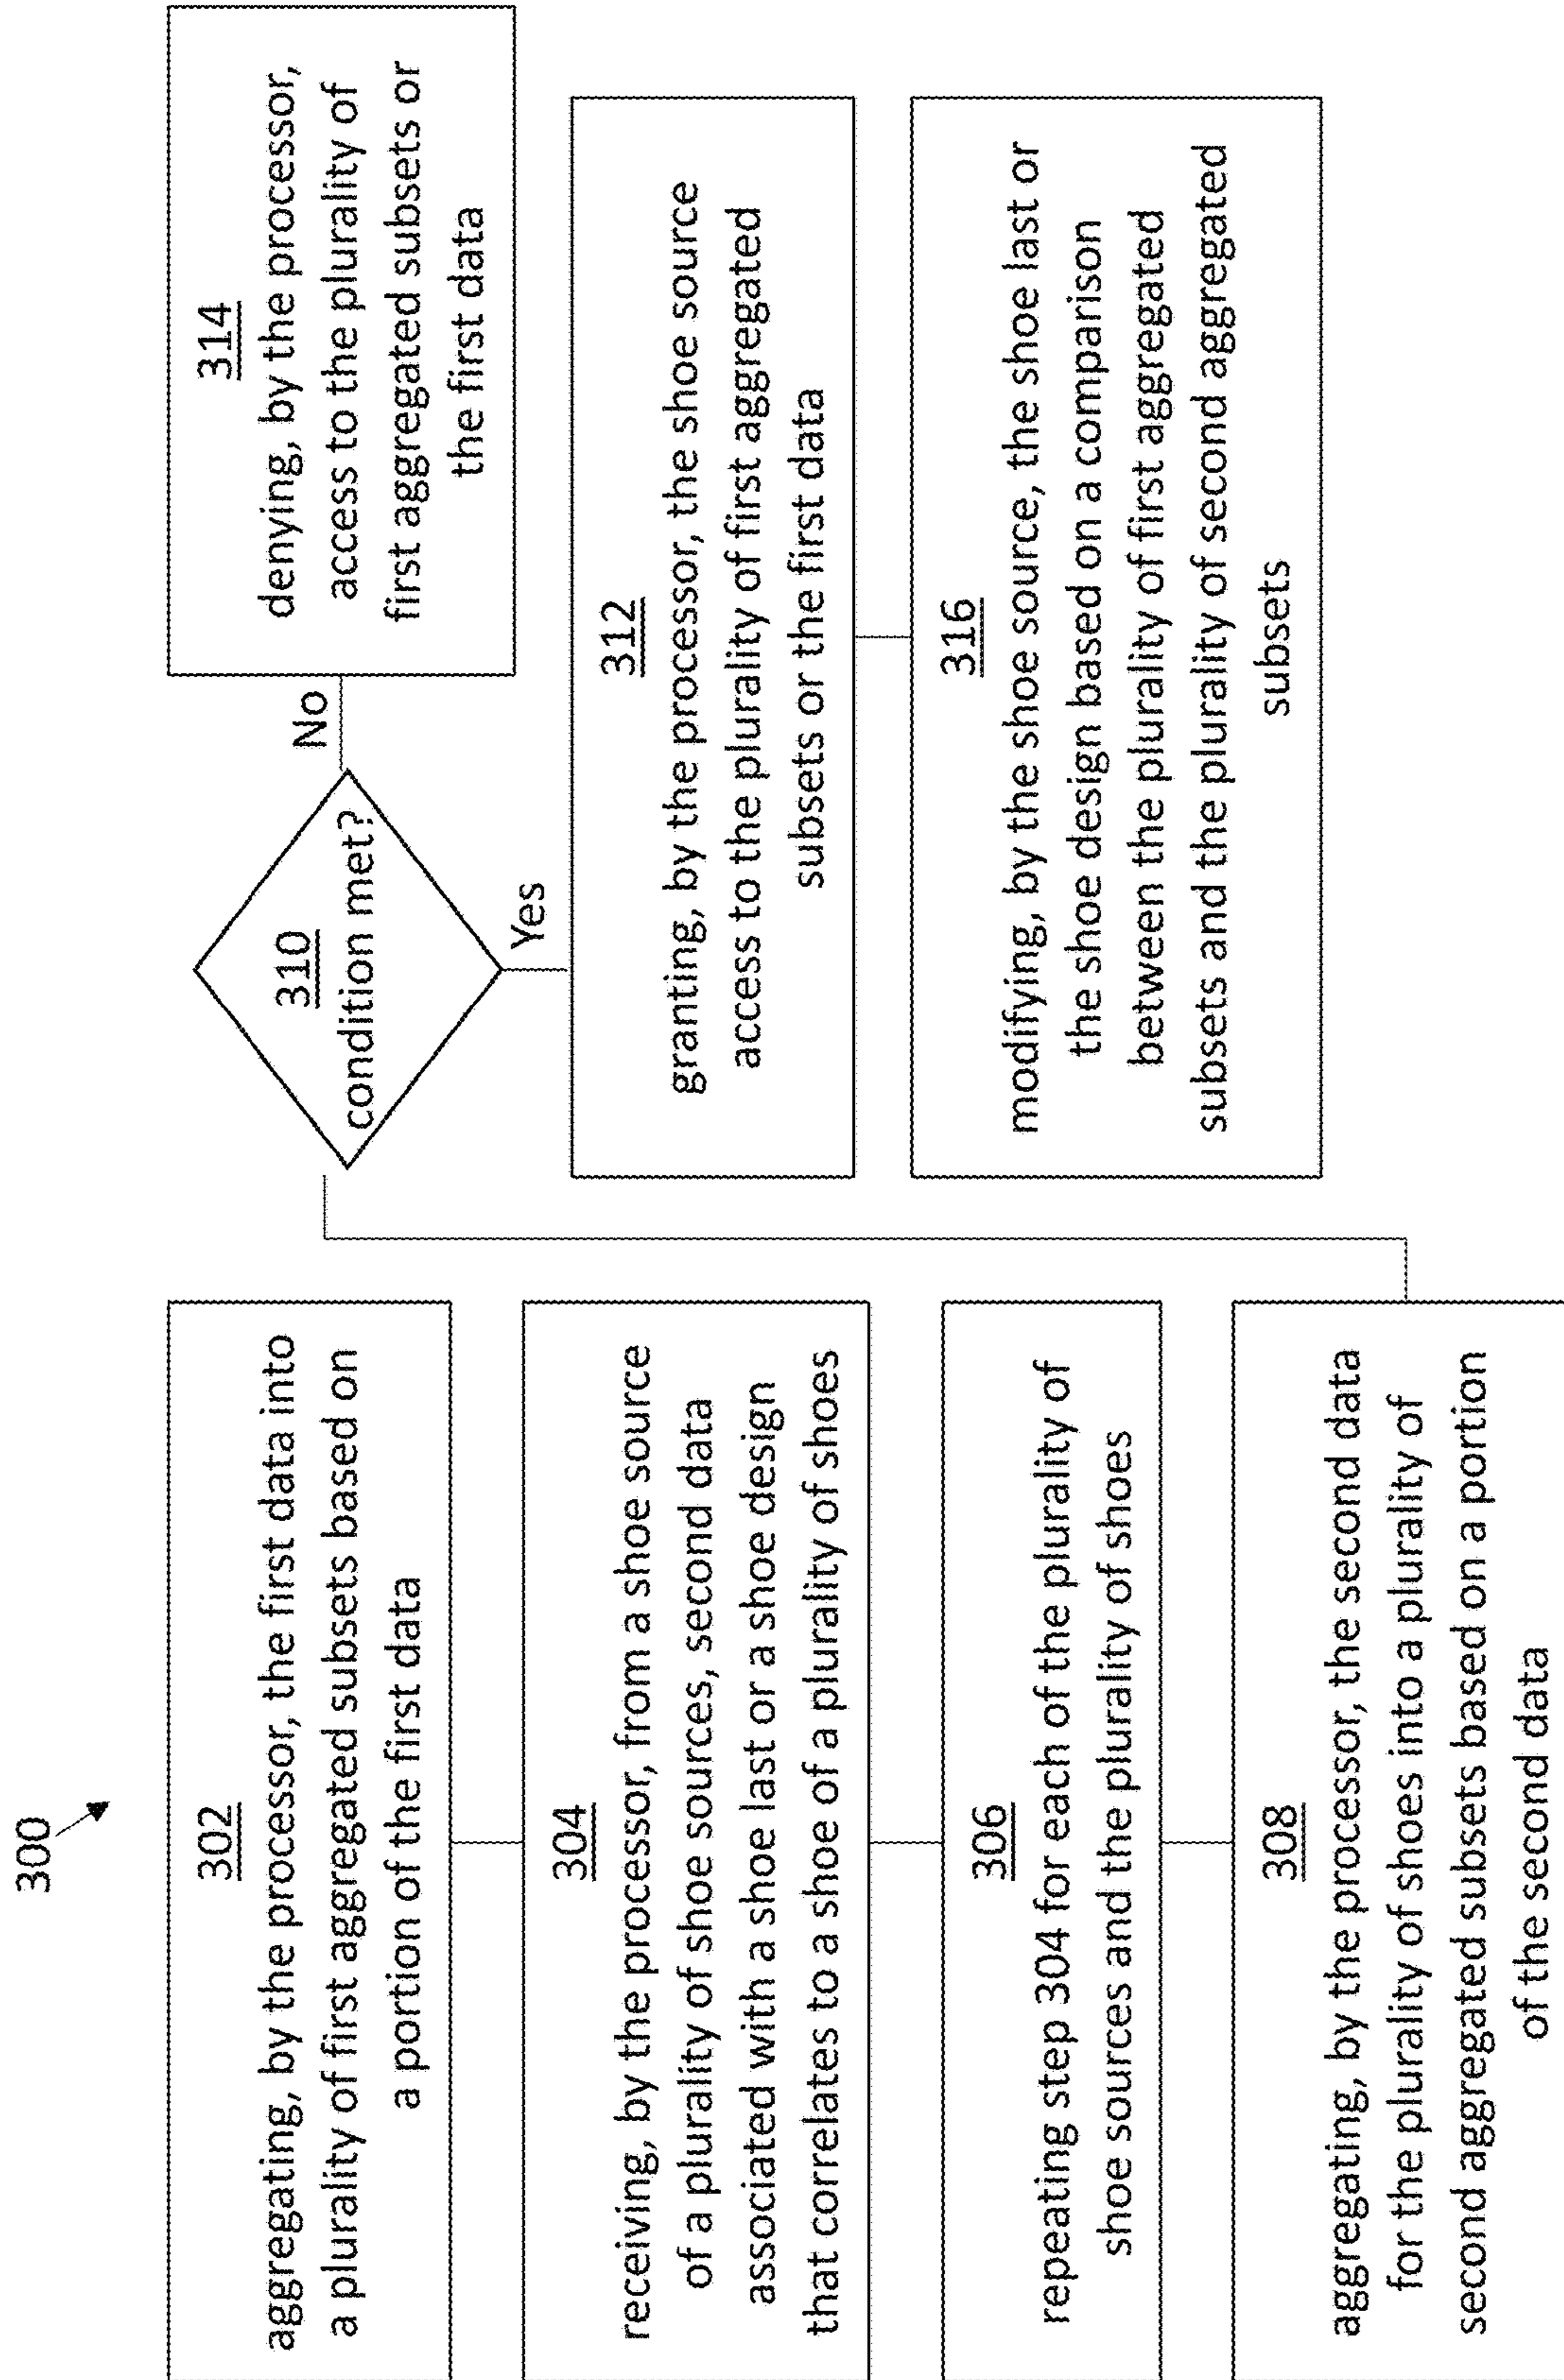 300
302
aggregating, by the processor, the first data into
a plurality of first aggregated subsets based on
a portion of the first data
304
receiving, by the processor, from a shoe source
of a plurality of shoe sources, second data
associated with a shoe last or a shoe design
that correlates to a shoe of a plurality of shoes
306
repeating step 304 for each of the plurality of
shoe sources and the plurality of shoes
308
aggregating, by the processor, the second data
for the plurality of shoes into a plurality of
second aggregated subsets based on a portion
of the second data
310
condition met?
No
Yes
314
denying, by the processor,
access to the plurality of
first aggregated subsets or
the first data
312
granting, by the processor, the shoe source
access to the plurality of first aggregated
subsets or the first data
316
modifying, by the shoe source, the shoe last or
the shoe design based on a comparison
between the plurality of first aggregated
subsets and the plurality of second aggregated
subsets